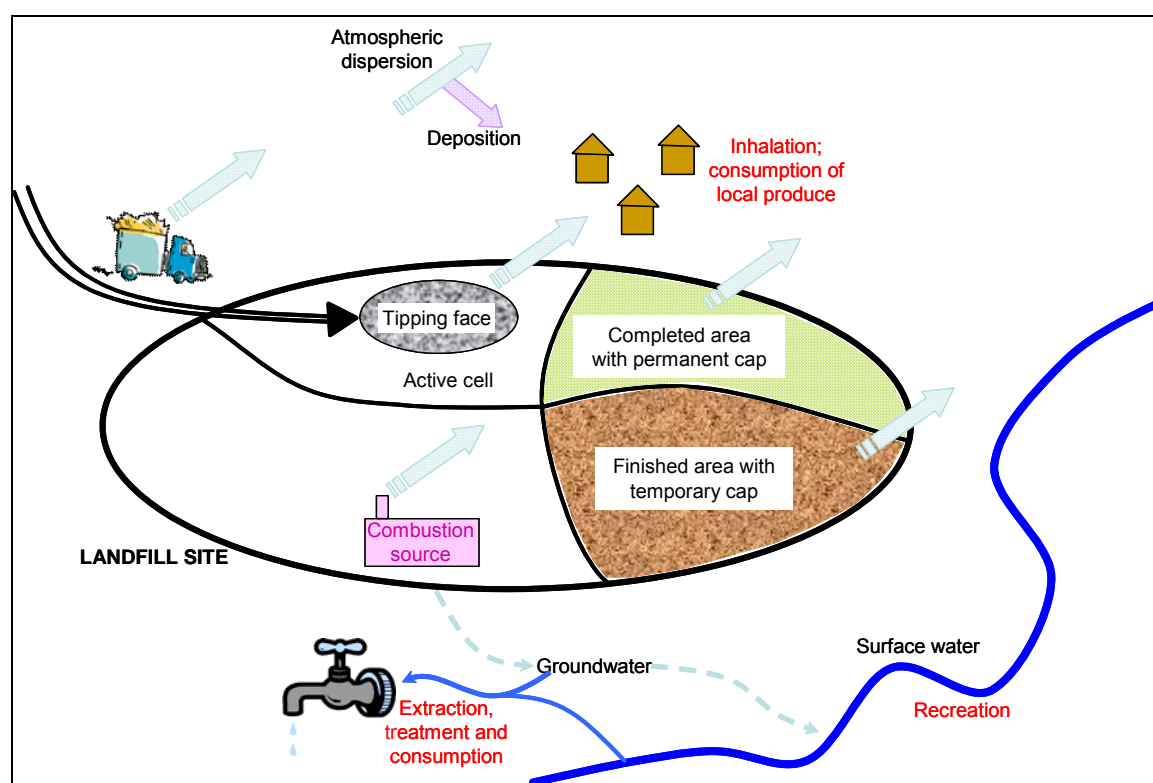 Atmospheric
dispersion
Deposition
Inhalation;
consumption of
local produce
Tipping face
Completed area
with permanent cap
Active cell
Finished area with
temporary cap
Combustion
source
LANDFILL SITE
Groundwater
Surface water
Extraction,
treatment and
consumption
Recreation